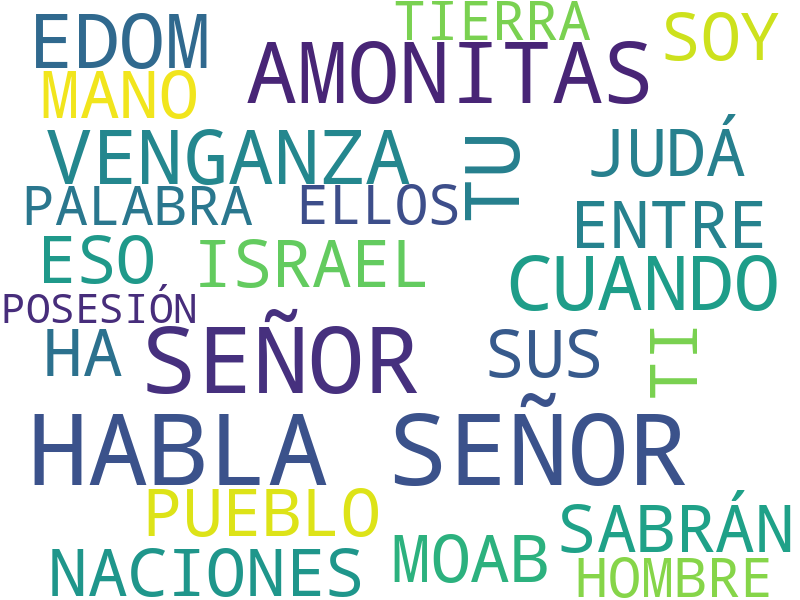 TIERRA
EDOM
SOY
AMONITAS
MANO
VENGANZA
TU
JUDÁ
PALABRA
ELLOS
ENTRE
ESO
ISRAEL
CUANDO
POSESIÓN
HA
SEÑOR
SUS
TI
HABLA SEÑOR
PUEBLO
SABRÁN
NACIONES
MOAB
HOMBRE